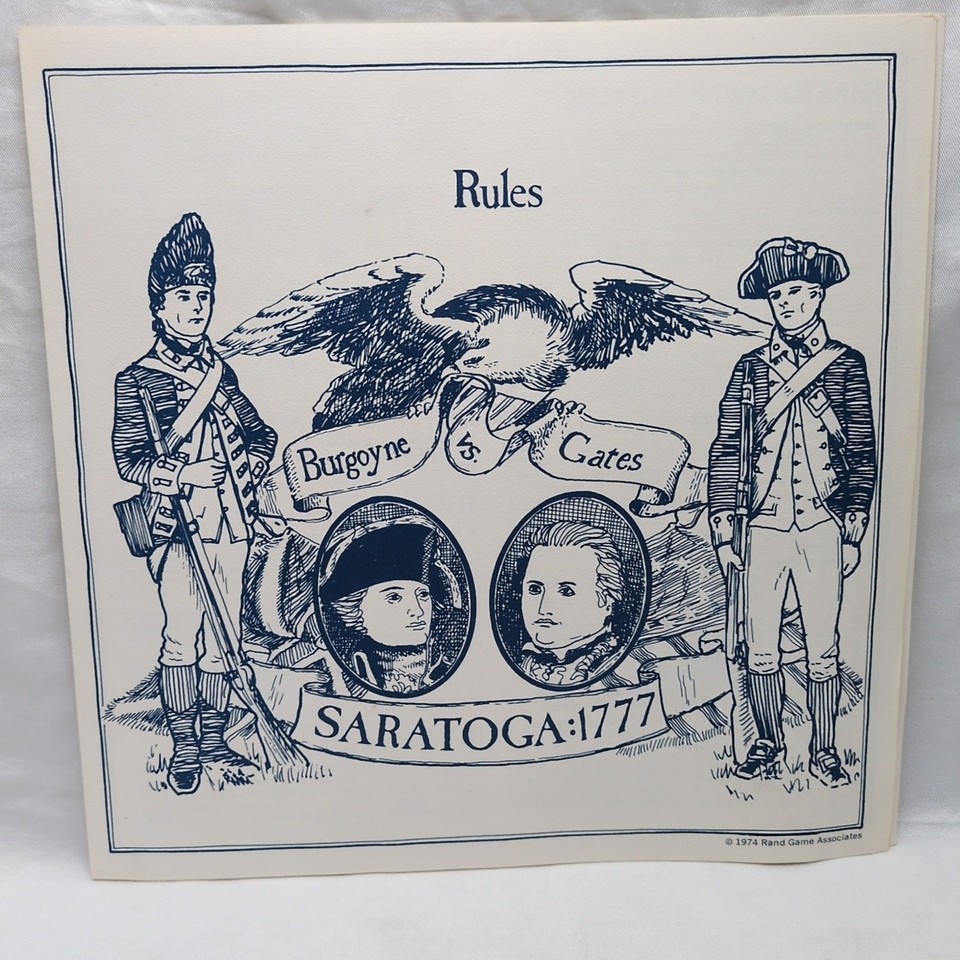 Rules
Burgoyne
vs
Gates
SARATOGA:1777
© 1974 Rand Game Associates